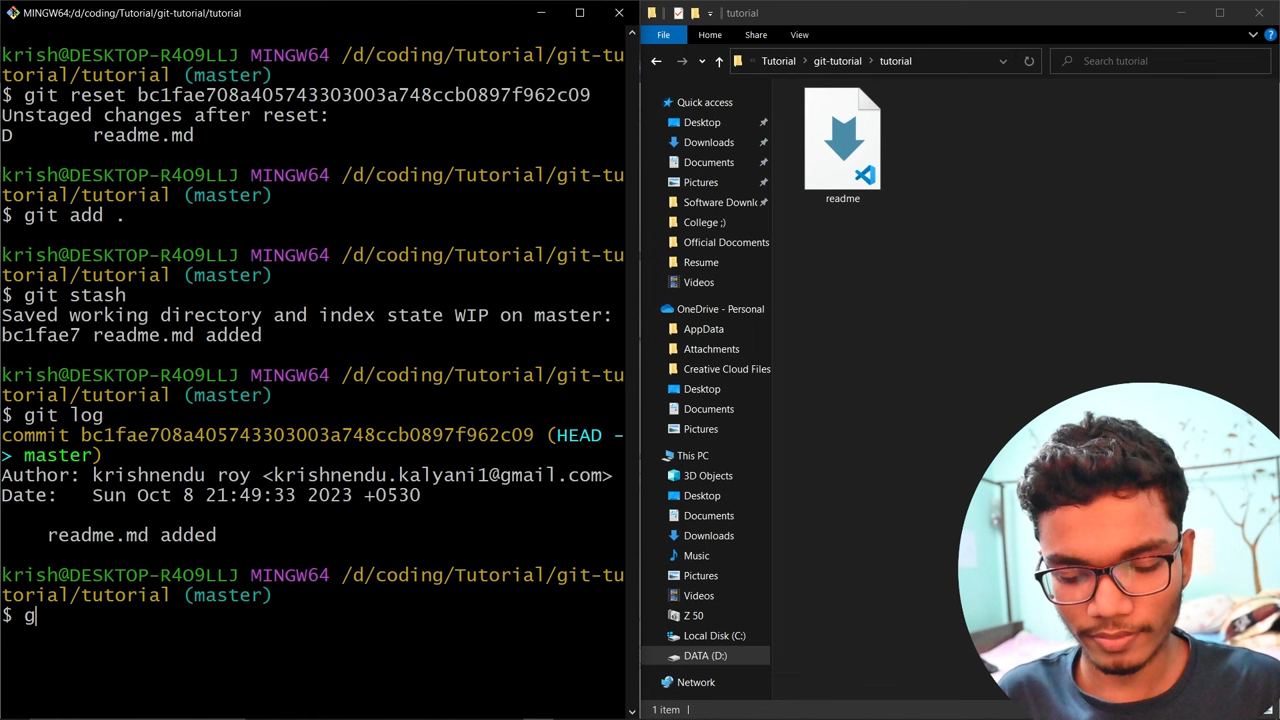 MINGW64:/d/coding/Tutorial/git-tutorial/tutorial
krish@DESKTOP-R4O9LLJ MINGW64 /d/coding/Tutorial/git-tu
torial/tutorial (master)
$ git reset bc1fae708a405743303003a748ccb0897f962c09
Unstaged changes after reset:
D readme.md
krish@DESKTOP-R4O9LLJ MINGW64 /d/coding/Tutorial/git-tu
torial/tutorial (master)
$ git add .
krish@DESKTOP-R4O9LLJ MINGW64 /d/coding/Tutorial/git-tu
torial/tutorial (master)
$ git stash
Saved working directory and index state WIP on master:
bc1fae7 readme.md added
krish@DESKTOP-R4O9LLJ MINGW64 /d/coding/Tutorial/git-tu
torial/tutorial (master)
$ git log
commit bc1fae708a405743303003a748ccb0897f962c09 (HEAD -
> master)
Author: krishnendu roy <krishnendu.kalyani1@gmail.com>
Date: Sun Oct 8 21:49:33 2023 +0530
readme.md added
krish@DESKTOP-R4O9LLJ MINGW64 /d/coding/Tutorial/git-tu
torial/tutorial (master)
$ g
tutorial
File Home Share View
Tutorial git-tutorial tutorial
Search tutorial
Quick access
Desktop
Downloads
Documents
Pictures
Software Downlo
College ;)
Official Docoments
Resume
Videos
OneDrive - Personal
AppData
Attachments
Creative Cloud Files
Desktop
Documents
Pictures
This PC
3D Objects
Desktop
Documents
Downloads
Music
Pictures
Videos
Z 50
Local Disk (C:)
DATA (D:)
Network
readme
1 item